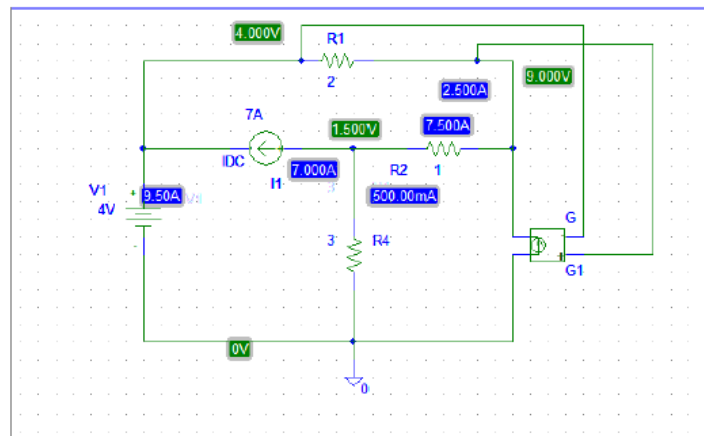 4.000V
R1
2
9.000V
2.500A
7A
1.500V
7.500A
IDC
I1
7.000A
R2
1
500.00mA
V1
+
9.50A
4V
-
3
R4
G
-
+
G1
0V
0